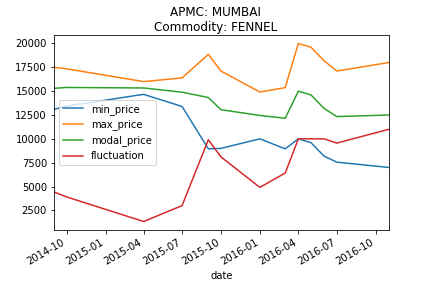 APMC: MUMBAI
Commodity: FENNEL
20000
17500
15000
12500
10000
7500
5000
2500
min_price
max_price
modal_price
fluctuation
2014-10
2015-01
2015-04
2015-07
2015-10
2016-01
2016-04
2016-07
2016-10
date